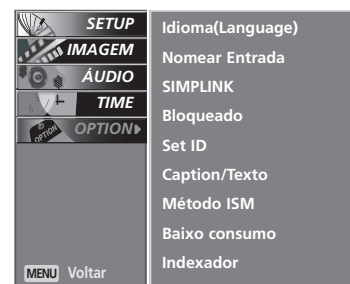 SETUP
IMAGEM
ÁUDIO
TIME
OPTION
OPTION
MENU Voltar
Idioma(Language)
Nomear Entrada
SIMPLINK
Bloqueado
Set ID
Caption/Texto
Método ISM
Baixo consumo
Indexador